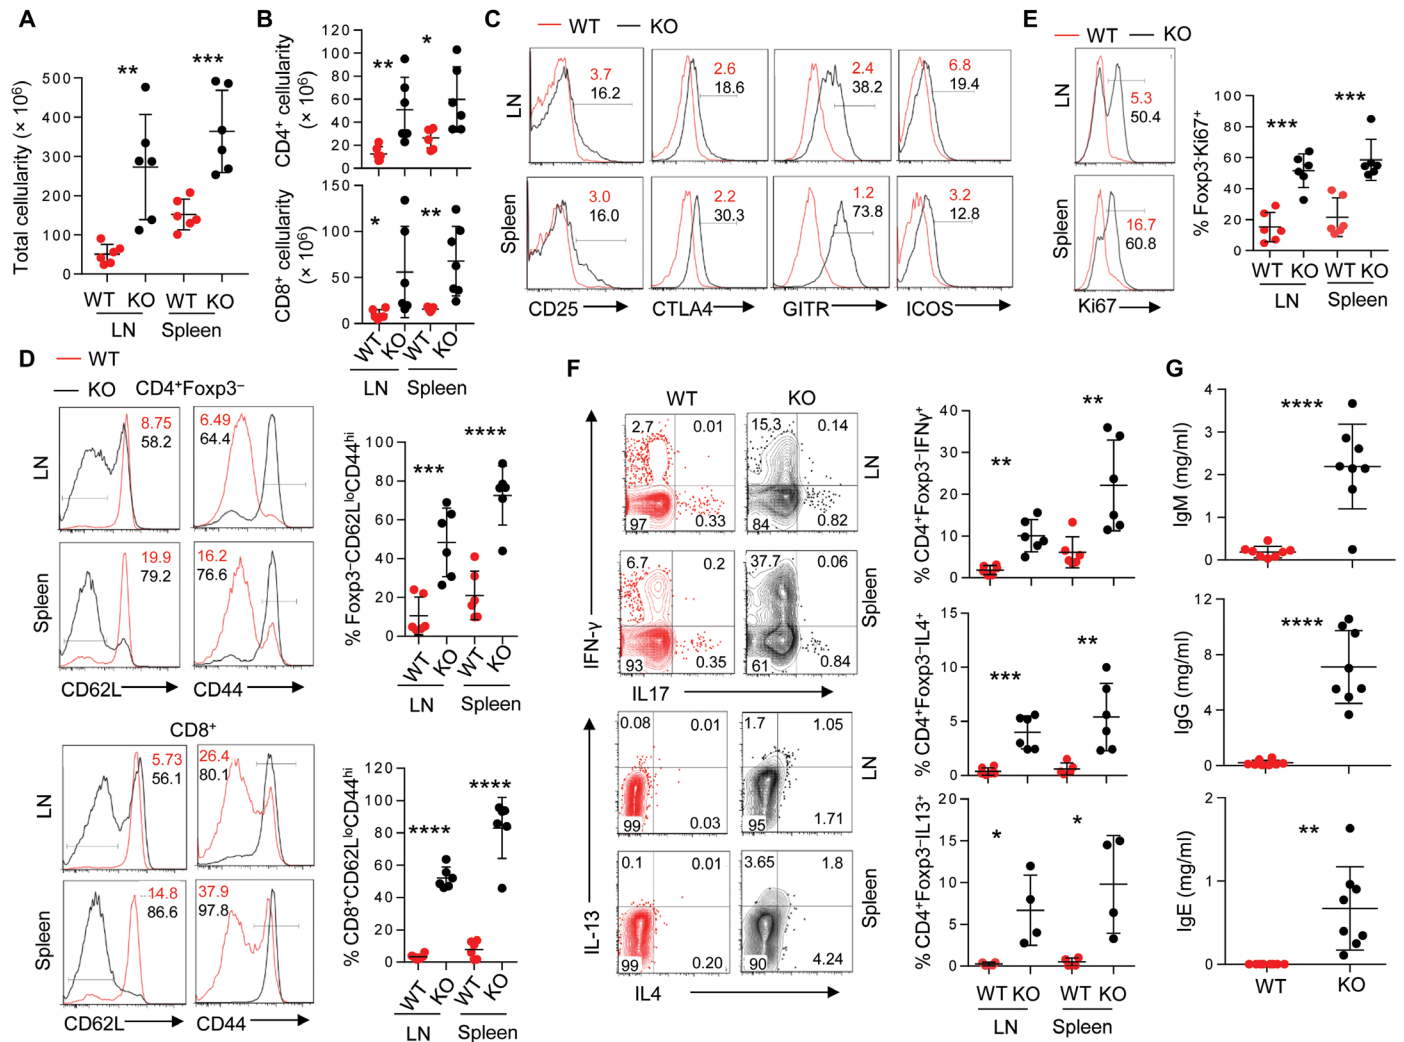 A
Total cellularity (× 10⁶)
500
400
300
200
100
0
**
***
WT KO WT KO
LN Spleen
B
CD4⁺ cellularity
(× 10⁶)
120
100
80
60
40
20
0
**
*
CD8⁺ cellularity
(× 10⁶)
150
100
50
0
*
**
WT KO WT KO
LN Spleen
C
WT KO
LN
3.7
16.2
2.6
18.6
2.4
38.2
6.8
19.4
Spleen
3.0
16.0
2.2
30.3
1.2
73.8
3.2
12.8
CD25 CTLA4 GITR ICOS
E
WT KO
LN
5.3
50.4
Spleen
16.7
60.8
Ki67
% Foxp3⁻Ki67⁺
100
80
60
40
20
0
***
***
WT KO WT KO
LN Spleen
D
WT
KO CD4⁺Foxp3⁻
LN
8.75
58.2
6.49
64.4
Spleen
19.9
79.2
16.2
76.6
CD62L CD44
% Foxp3⁻CD62LˡᵒCD44ʰⁱ
100
80
60
40
20
0
***
****
WT KO WT KO
LN Spleen
CD8⁺
LN
5.73
56.1
26.4
80.1
Spleen
14.8
86.6
37.9
97.8
CD62L CD44
% CD8⁺CD62LˡᵒCD44ʰⁱ
120
100
80
60
40
20
0
****
****
WT KO WT KO
LN Spleen
F
WT KO
2.7 0.01
97 0.33
15.3 0.14
84 0.82
LN
6.7 0.2
93 0.35
37.7 0.06
61 0.84
Spleen
IFN-γ
IL17
0.08 0.01
99 0.03
1.7 1.05
95 1.71
LN
0.1 0.01
99 0.20
3.65 1.8
90 4.24
Spleen
IL-13
IL4
% CD4⁺Foxp3⁻IFNγ⁺
40
30
20
10
0
**
**
% CD4⁺Foxp3⁻IL4⁺
15
10
5
0
***
**
% CD4⁺Foxp3⁻IL13⁺
20
15
10
5
0
*
*
WT KO WT KO
LN Spleen
G
IgM (mg/ml)
4
3
2
1
0
****
IgG (mg/ml)
12
8
4
0
****
IgE (mg/ml)
2
1
0
**
WT KO